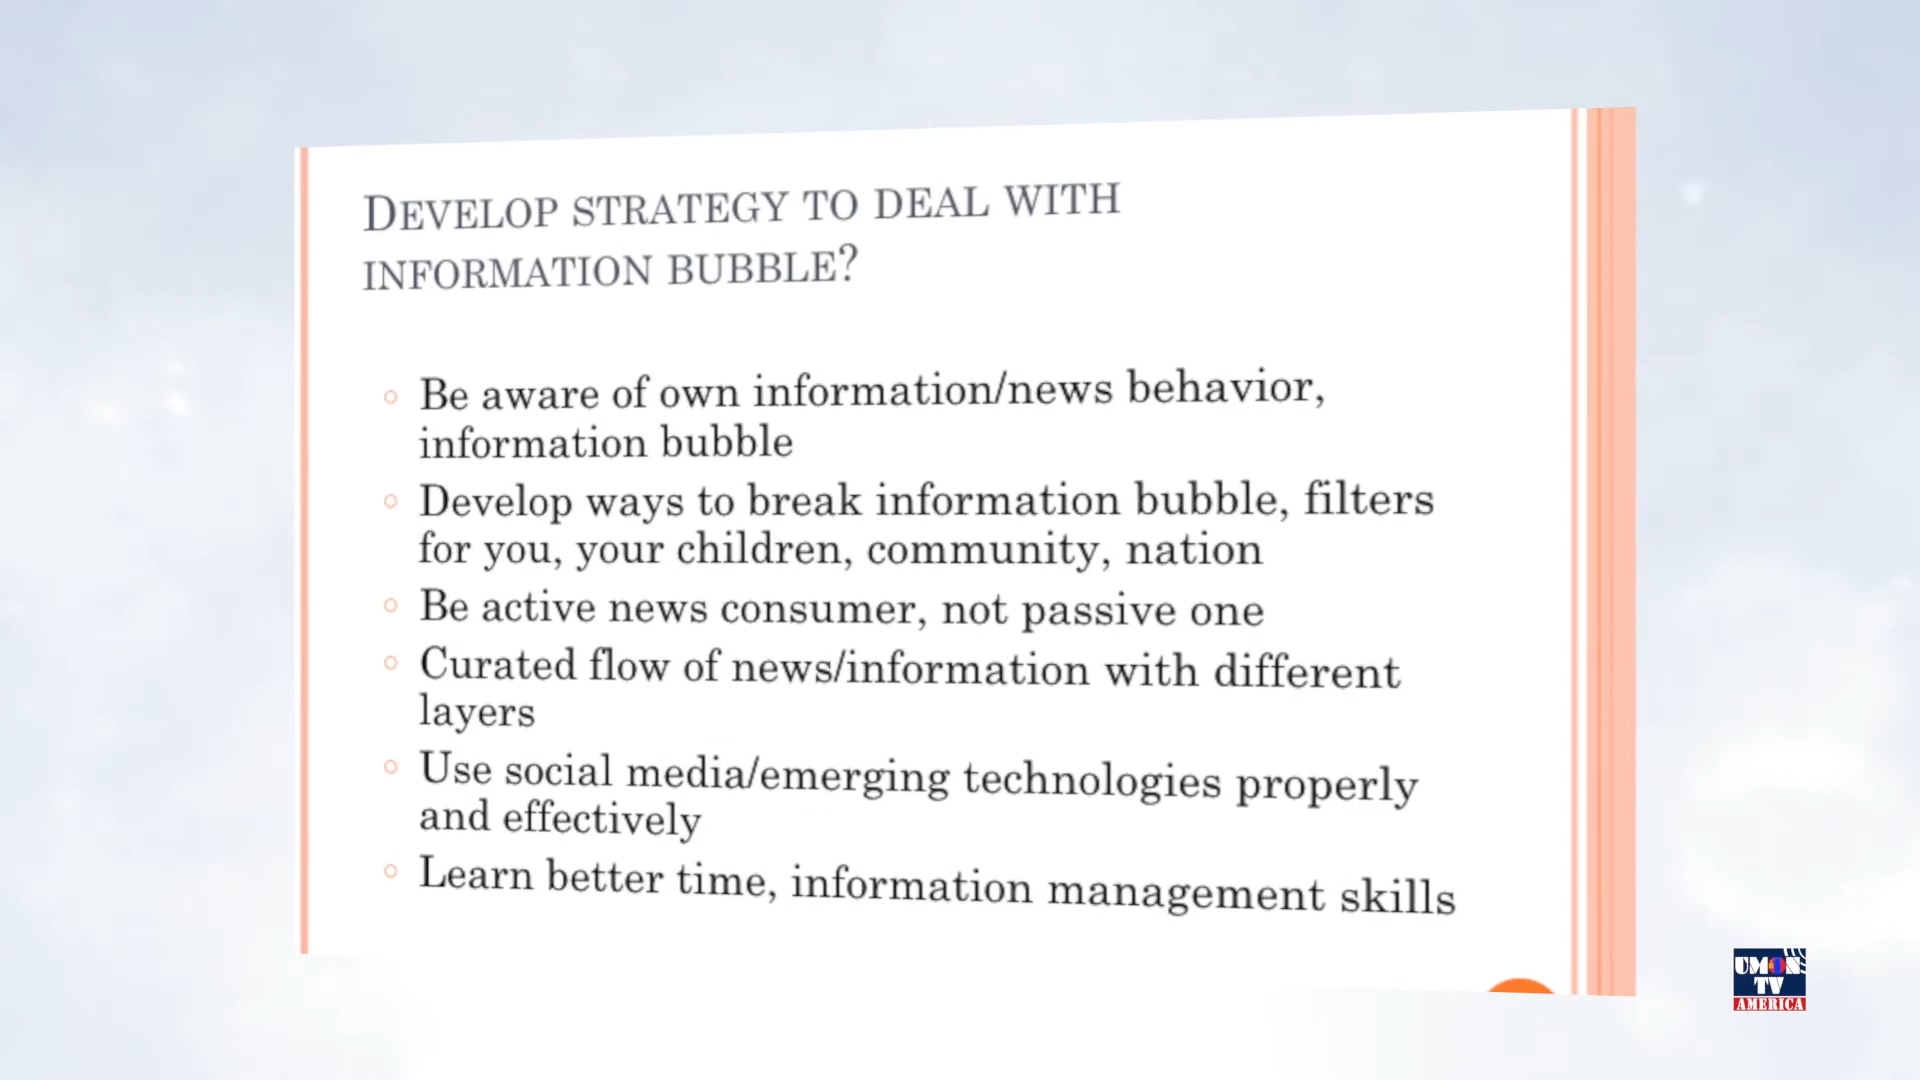 DEVELOP STRATEGY TO DEAL WITH
INFORMATION BUBBLE?
Be aware of own information/news behavior,
information bubble
Develop ways to break information bubble, filters
for you, your children, community, nation
Be active news consumer, not passive one
Curated flow of news/information with different
layers
Use social media/emerging technologies properly
and effectively
Learn better time, information management skills
UMON
TV
AMERICA